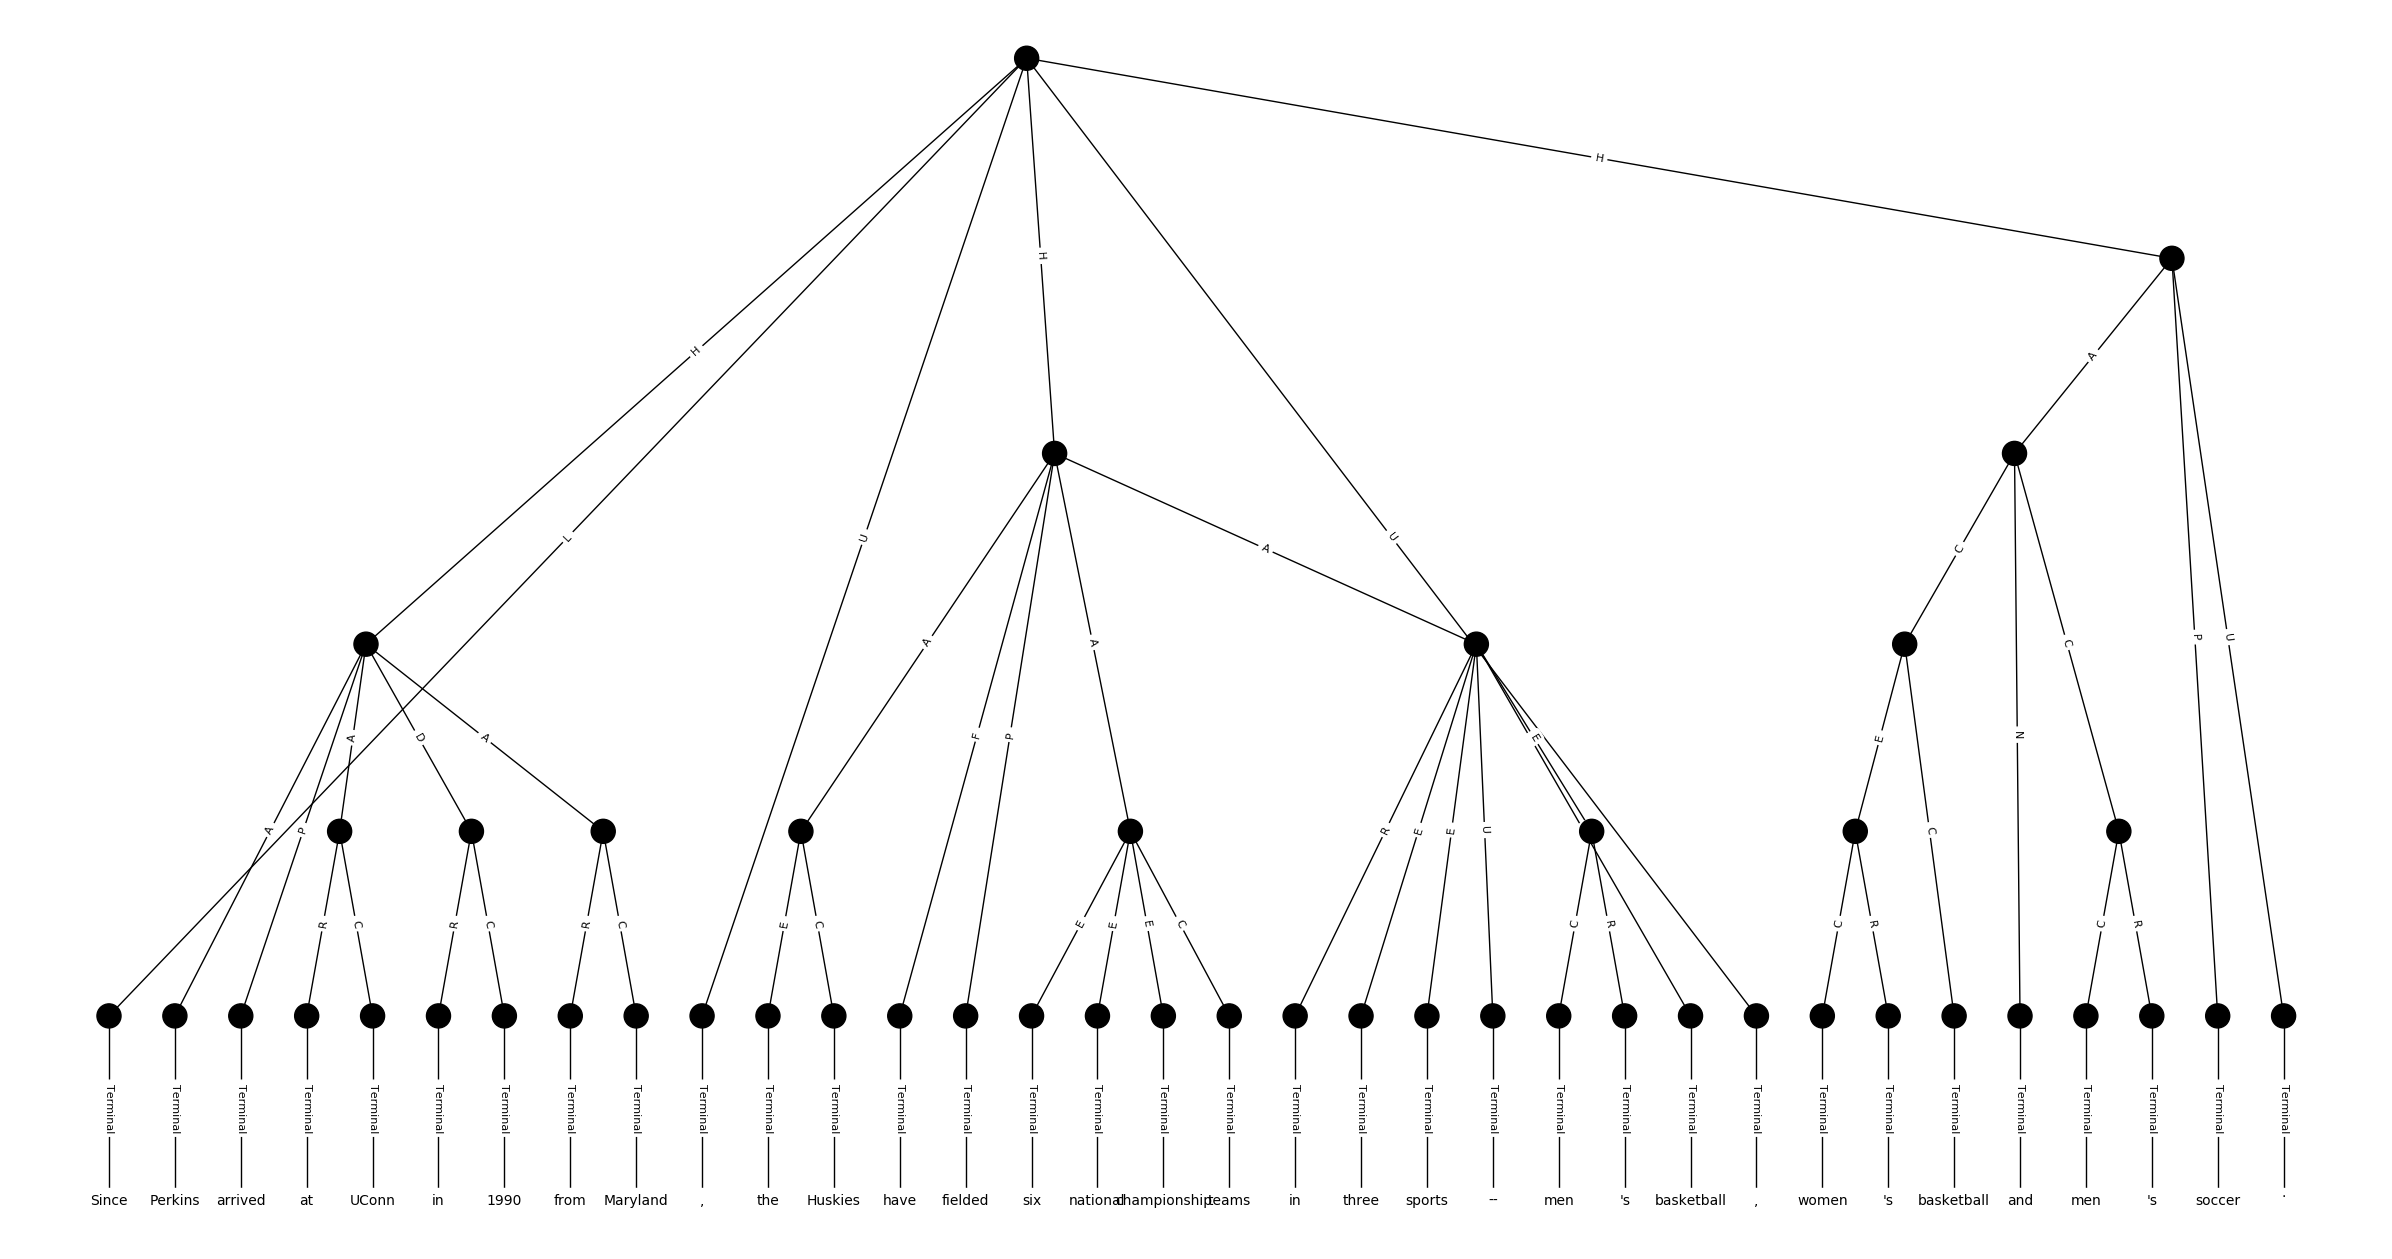 H
H
A
H
L
U
U
A
C
A
A
P
U
N
C
A
D
A
F
P
E
E
A
P
R
E
E
U
C
R
C
R
C
R
C
E
C
E
E
E
C
C
R
C
R
C
R
Terminal Terminal Terminal Terminal Terminal Terminal Terminal Terminal Terminal Terminal Terminal Terminal Terminal Terminal Terminal Terminal Terminal Terminal Terminal Terminal Terminal Terminal Terminal Terminal Terminal Terminal Terminal Terminal Terminal Terminal Terminal Terminal Terminal Terminal
Since Perkins arrived at UConn in 1990 from Maryland , the Huskies have fielded six national championship teams in three sports -- men 's basketball , women 's basketball and men 's soccer .